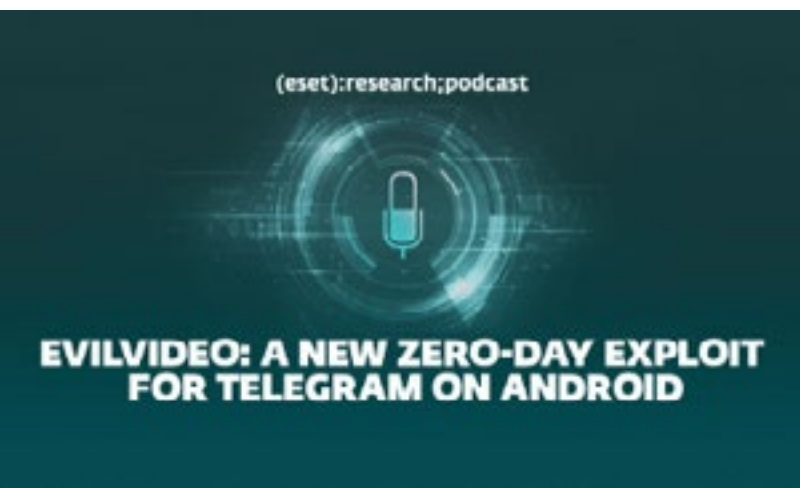 (eset):research;podcast
EVILVIDEO: A NEW ZERO-DAY EXPLOIT
FOR TELEGRAM ON ANDROID